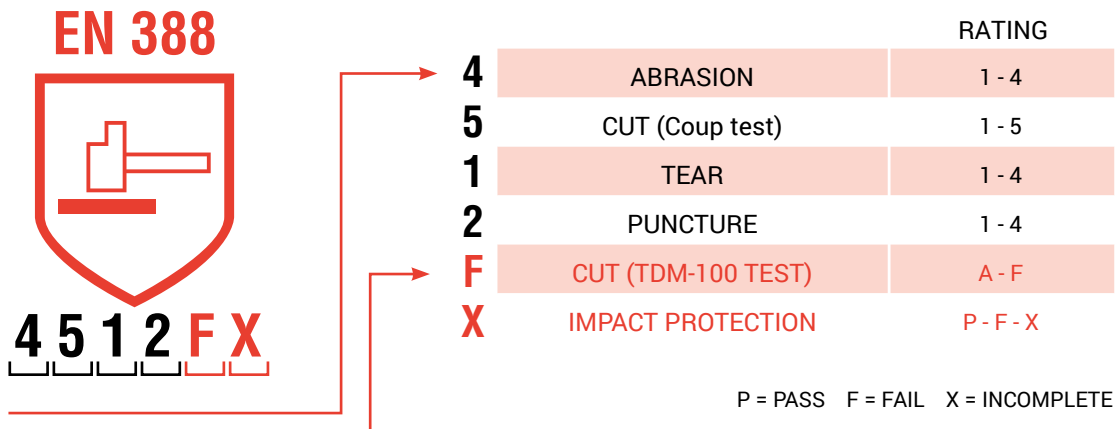 EN 388
4 5 1 2 F X
RATING
4 ABRASION 1 - 4
5 CUT (Coup test) 1 - 5
1 TEAR 1 - 4
2 PUNCTURE 1 - 4
F CUT (TDM-100 TEST) A - F
X IMPACT PROTECTION P - F - X
P = PASS F = FAIL X = INCOMPLETE